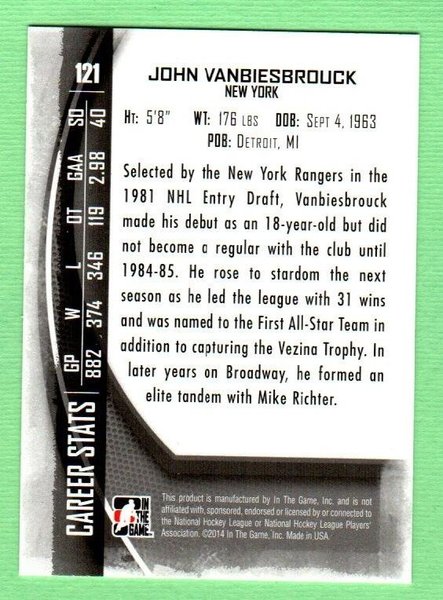 121
JOHN VANBIESBROUCK
NEW YORK
HT: 5'8" WT: 176 LBS DOB: SEPT 4, 1963
POB: DETROIT, MI
Selected by the New York Rangers in the
1981 NHL Entry Draft, Vanbiesbrouck
made his debut as an 18-year-old but did
not become a regular with the club until
1984-85. He rose to stardom the next
season as he led the league with 31 wins
and was named to the First All-Star Team in
addition to capturing the Vezina Trophy. In
later years on Broadway, he formed an
elite tandem with Mike Richter.
CAREER STATS
GP W L OT GAA SO
882 374 346 119 2.98 40
IN
THE
GAME
This product is manufactured by In The Game, Inc. and is not
affiliated with, sponsored, endorsed or licensed by or connected to
the National Hockey League or National Hockey League Players'
Association. ©2014 In The Game, Inc. Made in USA.